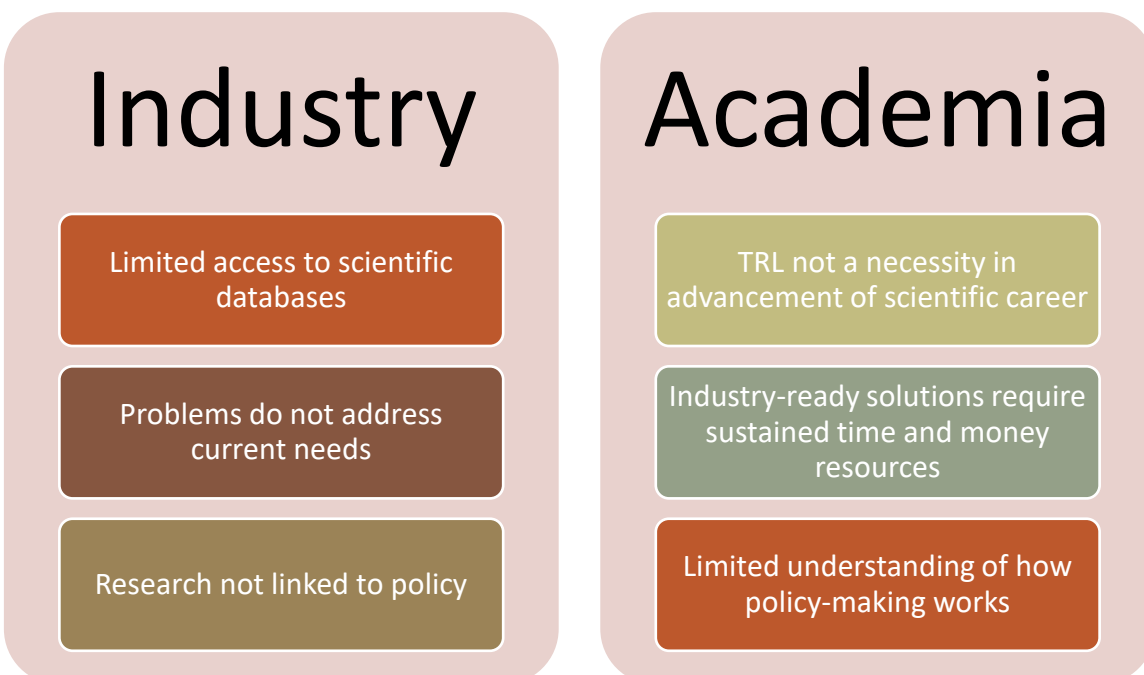 Industry
Limited access to scientific
databases
Problems do not address
current needs
Research not linked to policy
Academia
TRL not a necessity in
advancement of scientific career
Industry-ready solutions require
sustained time and money
resources
Limited understanding of how
policy-making works